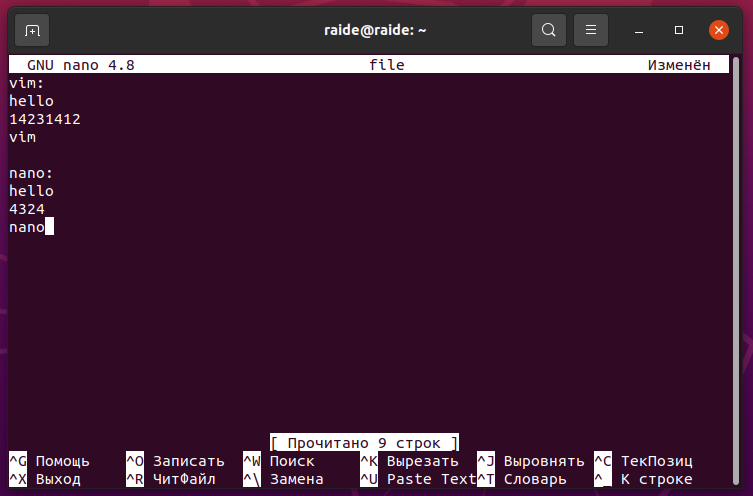 raide@raide: ~
GNU nano 4.8 file Изменён
vim:
hello
14231412
vim
nano:
hello
4324
nano
[ Прочитано 9 строк ]
^G Помощь ^O Записать ^W Поиск ^K Вырезать ^J Выровнять ^C ТекПозиц
^X Выход ^R ЧитФайл ^\ Замена ^U Paste Text^T Словарь ^_ К строке